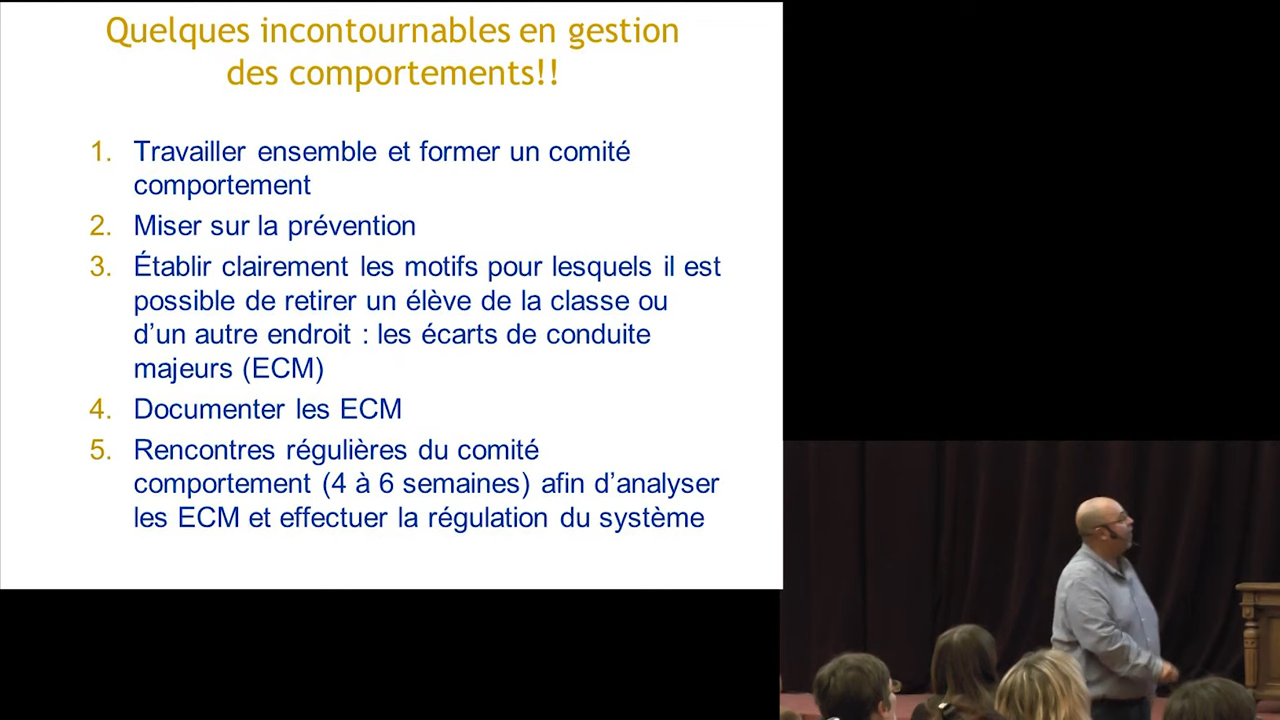 Quelques incontournables en gestion
des comportements!!
1. Travailler ensemble et former un comité
comportement
2. Miser sur la prévention
3. Établir clairement les motifs pour lesquels il est
possible de retirer un élève de la classe ou
d’un autre endroit : les écarts de conduite
majeurs (ECM)
4. Documenter les ECM
5. Rencontres régulières du comité
comportement (4 à 6 semaines) afin d’analyser
les ECM et effectuer la régulation du système